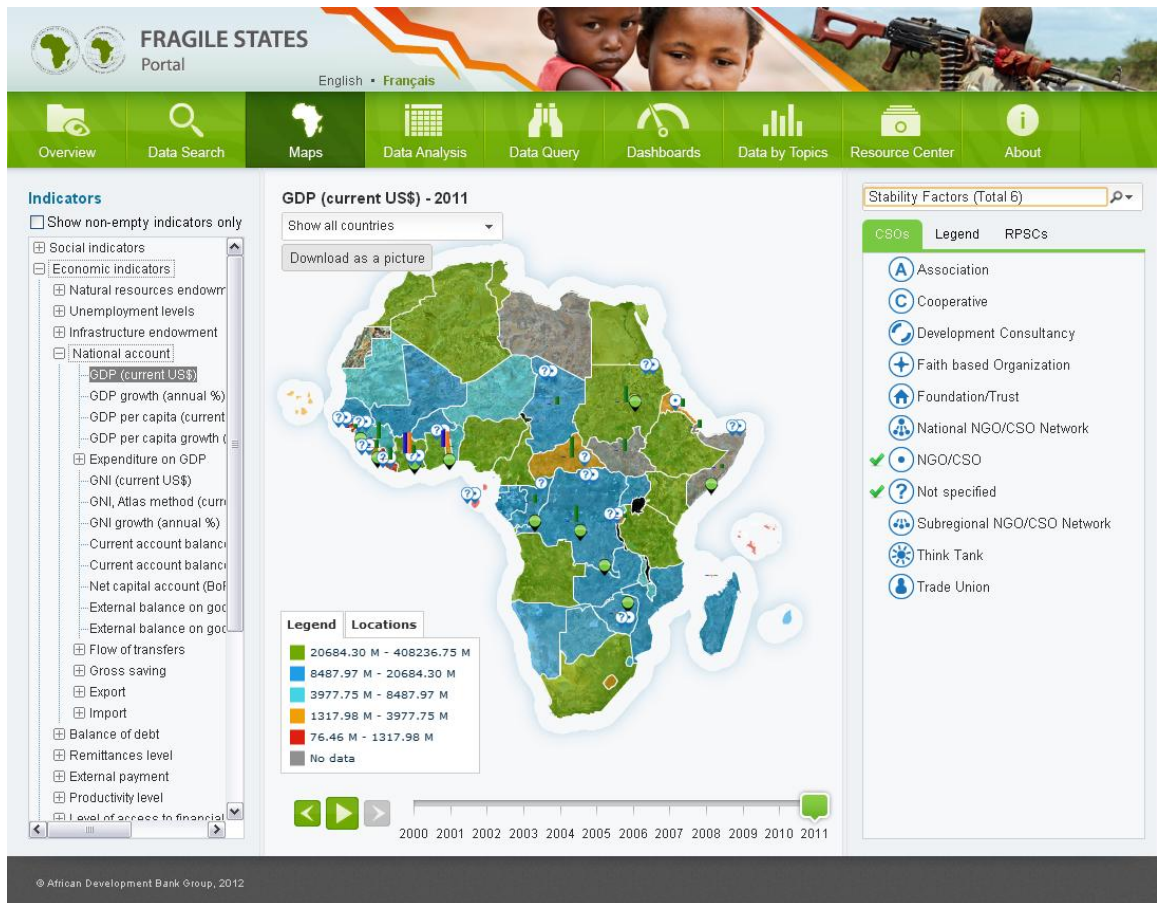 FRAGILE STATES
Portal
English ▪ Français
Overview
Data Search
Maps
Data Analysis
Data Query
Dashboards
Data by Topics
Resource Center
About
Indicators
Show non-empty indicators only
Social indicators
Economic indicators
Natural resources endowm
Unemployment levels
Infrastructure endowment
National account
GDP (current US$)
GDP growth (annual %)
GDP per capita (current
GDP per capita growth (
Expenditure on GDP
GNI (current US$)
GNI, Atlas method (curre
GNI growth (annual %)
Current account balance
Current account balance
Net capital account (BoP
External balance on goo
External balance on goo
Flow of transfers
Gross saving
Export
Import
Balance of debt
Remittances level
External payment
Productivity level
Level of access to financial
GDP (current US$) - 2011
Show all countries
Download as a picture
Legend Locations
20684.30 M - 408236.75 M
8487.97 M - 20684.30 M
3977.75 M - 8487.97 M
1317.98 M - 3977.75 M
76.46 M - 1317.98 M
No data
2000 2001 2002 2003 2004 2005 2006 2007 2008 2009 2010 2011
Stability Factors (Total 6)
CSOs Legend RPSCs
A Association
C Cooperative
Development Consultancy
Faith based Organization
Foundation/Trust
National NGO/CSO Network
NGO/CSO
? Not specified
Subregional NGO/CSO Network
Think Tank
Trade Union
© African Development Bank Group, 2012